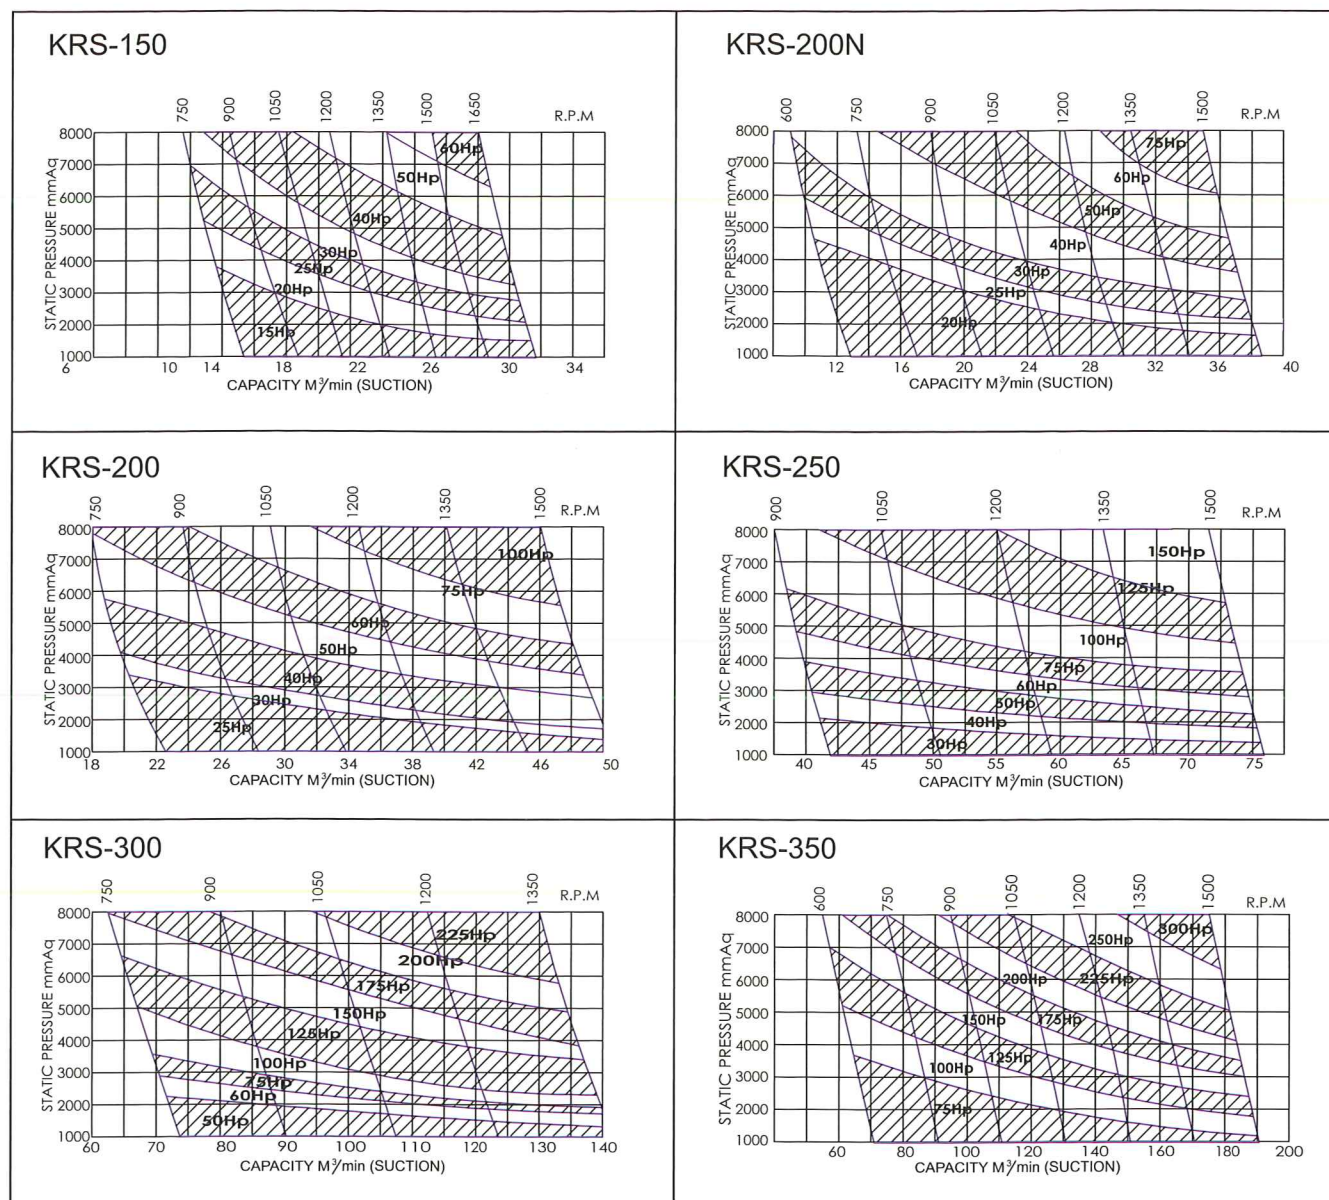 KRS-150
750 900 1050 1200 1350 1500 1650 R.P.M
STATIC PRESSURE mmAq
8000
7000
6000
5000
4000
3000
2000
1000
60Hp
50Hp
40Hp
30Hp
25Hp
20Hp
15Hp
6 10 14 18 22 26 30 34
CAPACITY M³/min (SUCTION)
KRS-200N
600 750 900 1050 1200 1350 1500 R.P.M
STATIC PRESSURE mmAq
8000
7000
6000
5000
4000
3000
2000
1000
75Hp
60Hp
50Hp
40Hp
30Hp
25Hp
20Hp
12 16 20 24 28 32 36 40
CAPACITY M³/min (SUCTION)
KRS-200
750 900 1050 1200 1350 1500 R.P.M
STATIC PRESSURE mmAq
8000
7000
6000
5000
4000
3000
2000
1000
100Hp
75Hp
60Hp
50Hp
40Hp
30Hp
25Hp
18 22 26 30 34 38 42 46 50
CAPACITY M³/min (SUCTION)
KRS-250
900 1050 1200 1350 1500 R.P.M
STATIC PRESSURE mmAq
8000
7000
6000
5000
4000
3000
2000
1000
150Hp
125Hp
100Hp
75Hp
60Hp
50Hp
40Hp
30Hp
40 45 50 55 60 65 70 75
CAPACITY M³/min (SUCTION)
KRS-300
750 900 1050 1200 1350 R.P.M
STATIC PRESSURE mmAq
8000
7000
6000
5000
4000
3000
2000
1000
225Hp
200Hp
175Hp
150Hp
125Hp
100Hp
75Hp
60Hp
50Hp
60 70 80 90 100 110 120 130 140
CAPACITY M³/min (SUCTION)
KRS-350
600 750 900 1050 1200 1350 1500 R.P.M
STATIC PRESSURE mmAq
8000
7000
6000
5000
4000
3000
2000
1000
300Hp
250Hp
200Hp 225Hp
150Hp 175Hp
100Hp 125Hp
75Hp
60 80 100 120 140 160 180 200
CAPACITY M³/min (SUCTION)